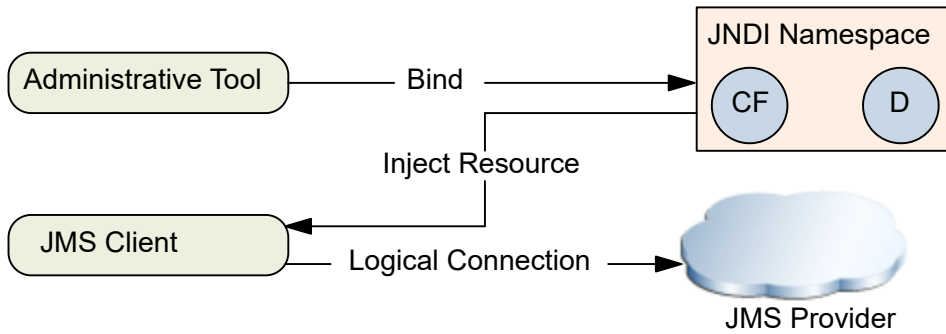 JNDI Namespace
Administrative Tool
Bind
CF
D
Inject Resource
JMS Client
Logical Connection
JMS Provider